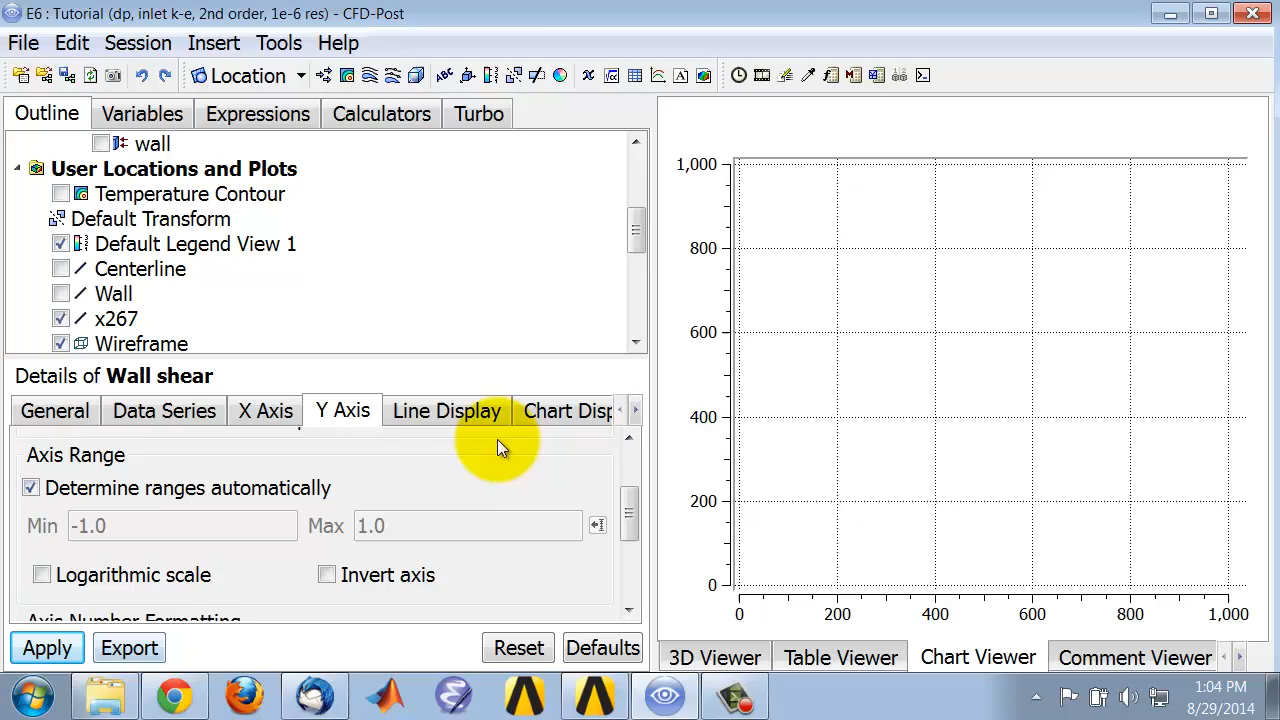 E6 : Tutorial (dp, inlet k-e, 2nd order, 1e-6 res) - CFD-Post
File Edit Session Insert Tools Help
Location
Outline Variables Expressions Calculators Turbo
wall
User Locations and Plots
Temperature Contour
Default Transform
Default Legend View 1
Centerline
Wall
x267
Wireframe
Details of Wall shear
General Data Series X Axis Y Axis Line Display Chart Disp
Axis Range
Determine ranges automatically
Min -1.0 Max 1.0
Logarithmic scale Invert axis
Axis Number Formatting
Apply Export Reset Defaults
1,000
800
600
400
200
0
0 200 400 600 800 1,000
3D Viewer Table Viewer Chart Viewer Comment Viewer
1:04 PM
8/29/2014